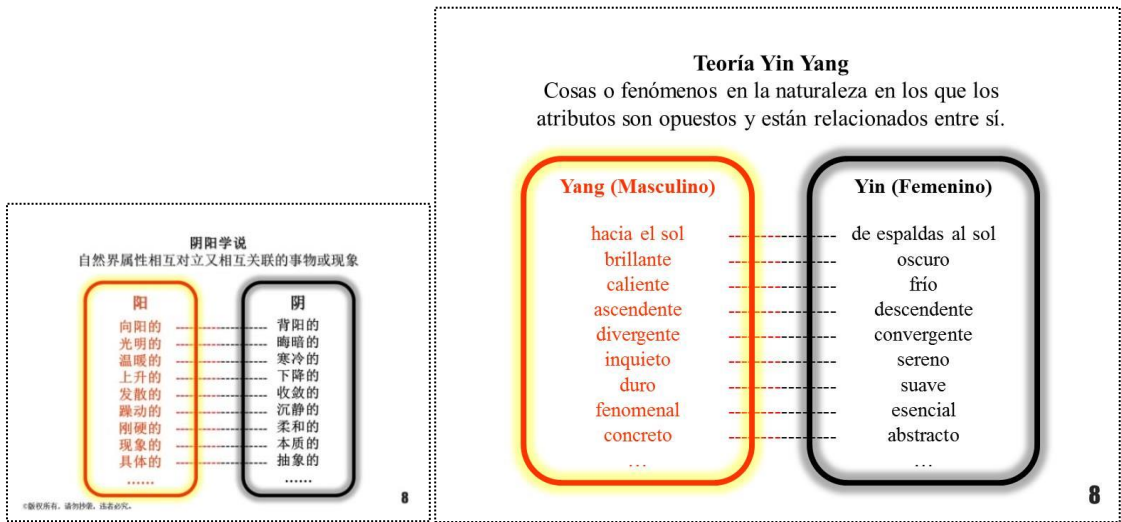 阴阳学说
自然界属性相互对立又相互关联的事物或现象
阳 阴
向阳的 背阳的
光明的 晦暗的
温暖的 寒冷的
上升的 下降的
发散的 收敛的
躁动的 沉静的
刚硬的 柔和的
现象的 本质的
具体的 抽象的
…… ……
©版权所有，请勿抄袭，违者必究。
8
Teoría Yin Yang
Cosas o fenómenos en la naturaleza en los que los
atributos son opuestos y están relacionados entre sí.
Yang (Masculino) Yin (Femenino)
hacia el sol de espaldas al sol
brillante oscuro
caliente frío
ascendente descendente
divergente convergente
inquieto sereno
duro suave
fenomenal esencial
concreto abstracto
… …
8